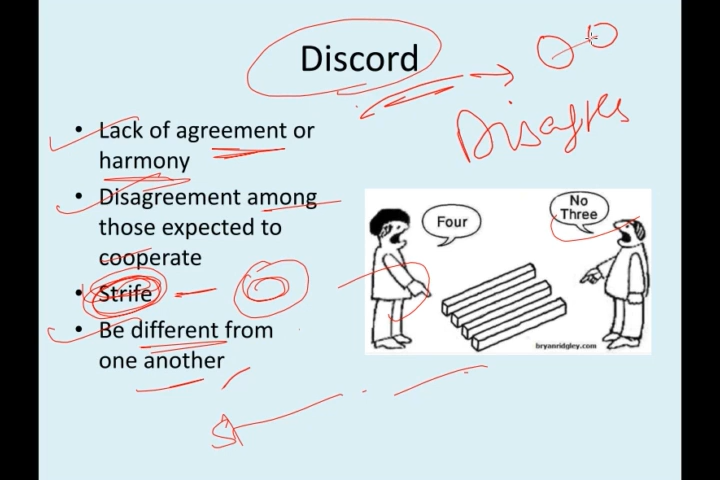 Discord
Disagres
• Lack of agreement or
harmony
• Disagreement among
those expected to
cooperate
• Strife
• Be different from
one another
Four
No
Three
bryanridgley.com